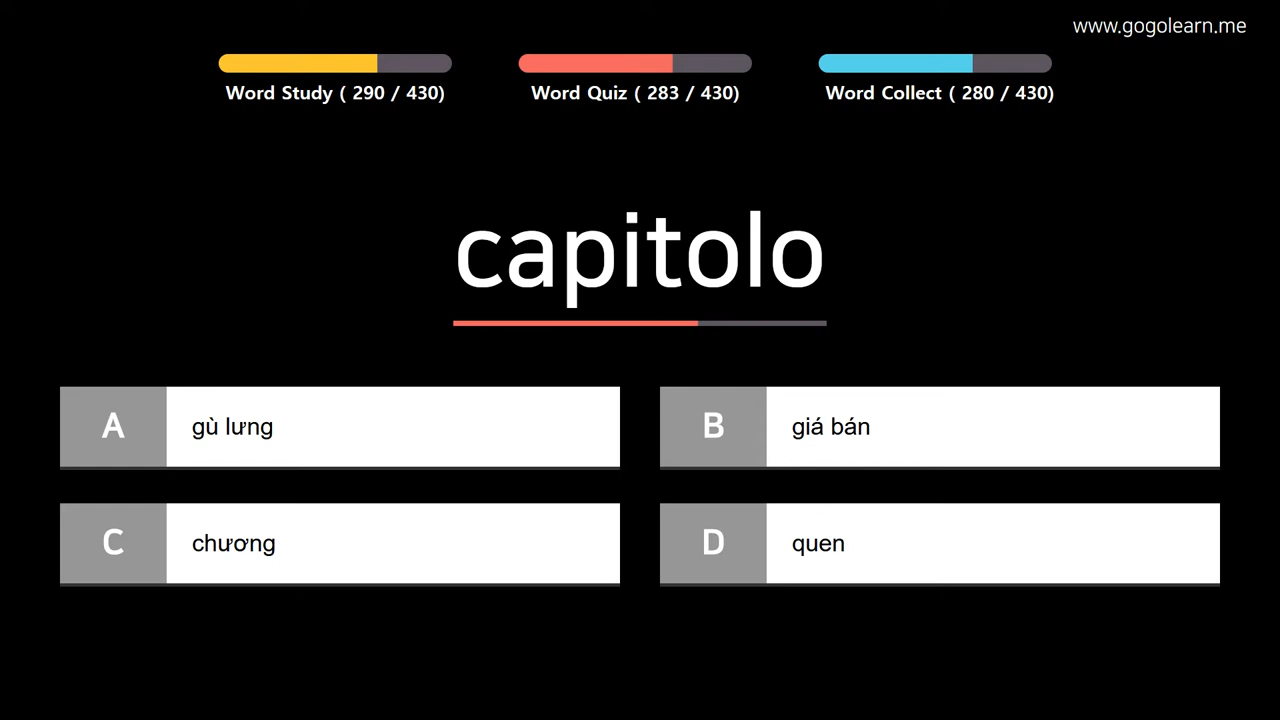 www.gogolearn.me
Word Study ( 290 / 430)
Word Quiz ( 283 / 430)
Word Collect ( 280 / 430)
capitolo
A gù lưng
B giá bán
C chương
D quen